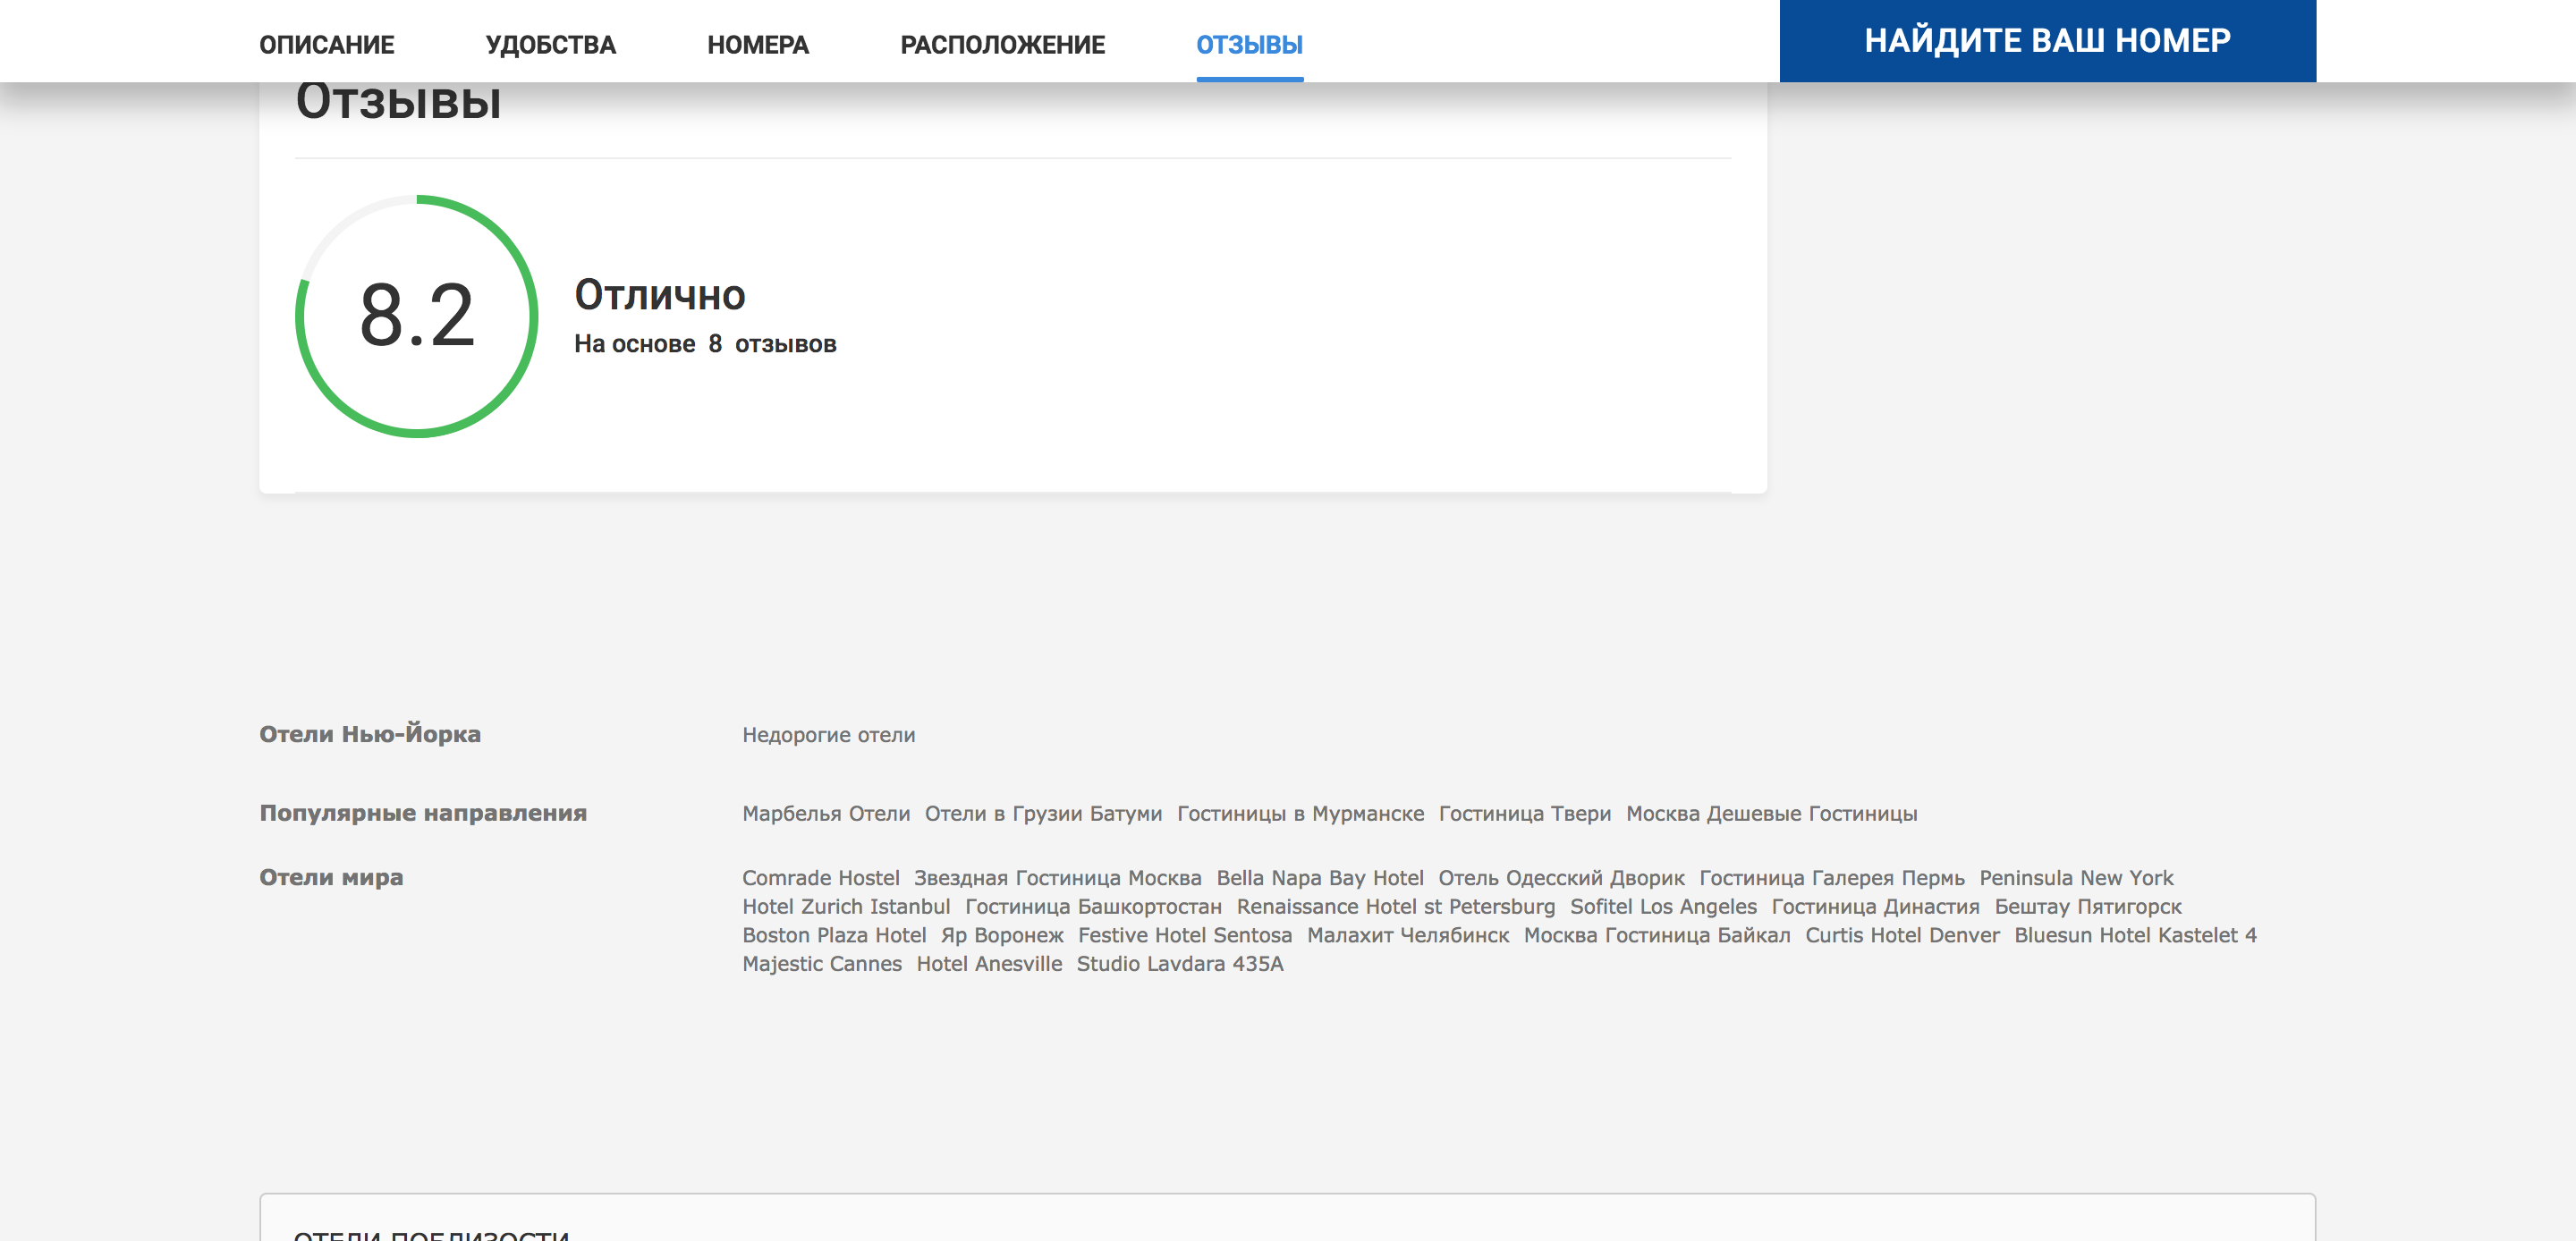 ОПИСАНИЕ УДОБСТВА НОМЕРА РАСПОЛОЖЕНИЕ ОТЗЫВЫ НАЙДИТЕ ВАШ НОМЕР
Отзывы
8.2
Отлично
На основе 8 отзывов
Отели Нью-Йорка Недорогие отели
Популярные направления Марбелья Отели Отели в Грузии Батуми Гостиницы в Мурманске Гостиница Твери Москва Дешевые Гостиницы
Отели мира Comrade Hostel Звездная Гостиница Москва Bella Napa Bay Hotel Отель Одесский Дворик Гостиница Галерея Пермь Peninsula New York
Hotel Zurich Istanbul Гостиница Башкортостан Renaissance Hotel st Petersburg Sofitel Los Angeles Гостиница Династия Бештау Пятигорск
Boston Plaza Hotel Яр Воронеж Festive Hotel Sentosa Малахит Челябинск Москва Гостиница Байкал Curtis Hotel Denver Bluesun Hotel Kastelet 4
Majestic Cannes Hotel Anesville Studio Lavdara 435A
ОТЕЛИ ПОБЛИЗОСТИ